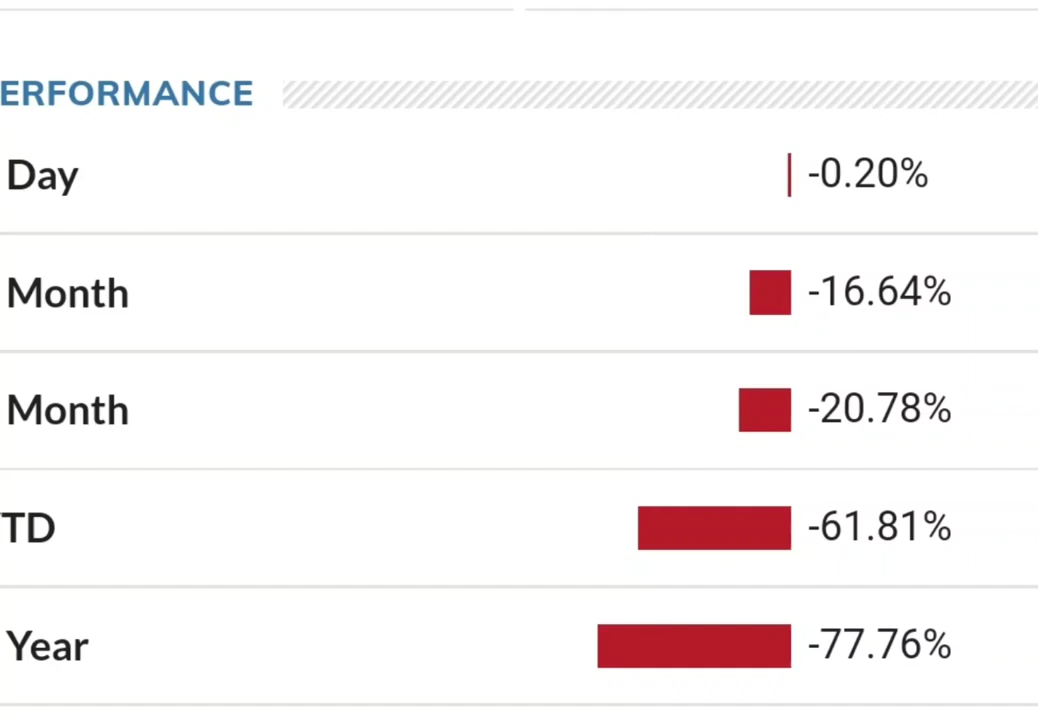 ERFORMANCE
Day -0.20%
Month -16.64%
Month -20.78%
TD -61.81%
Year -77.76%